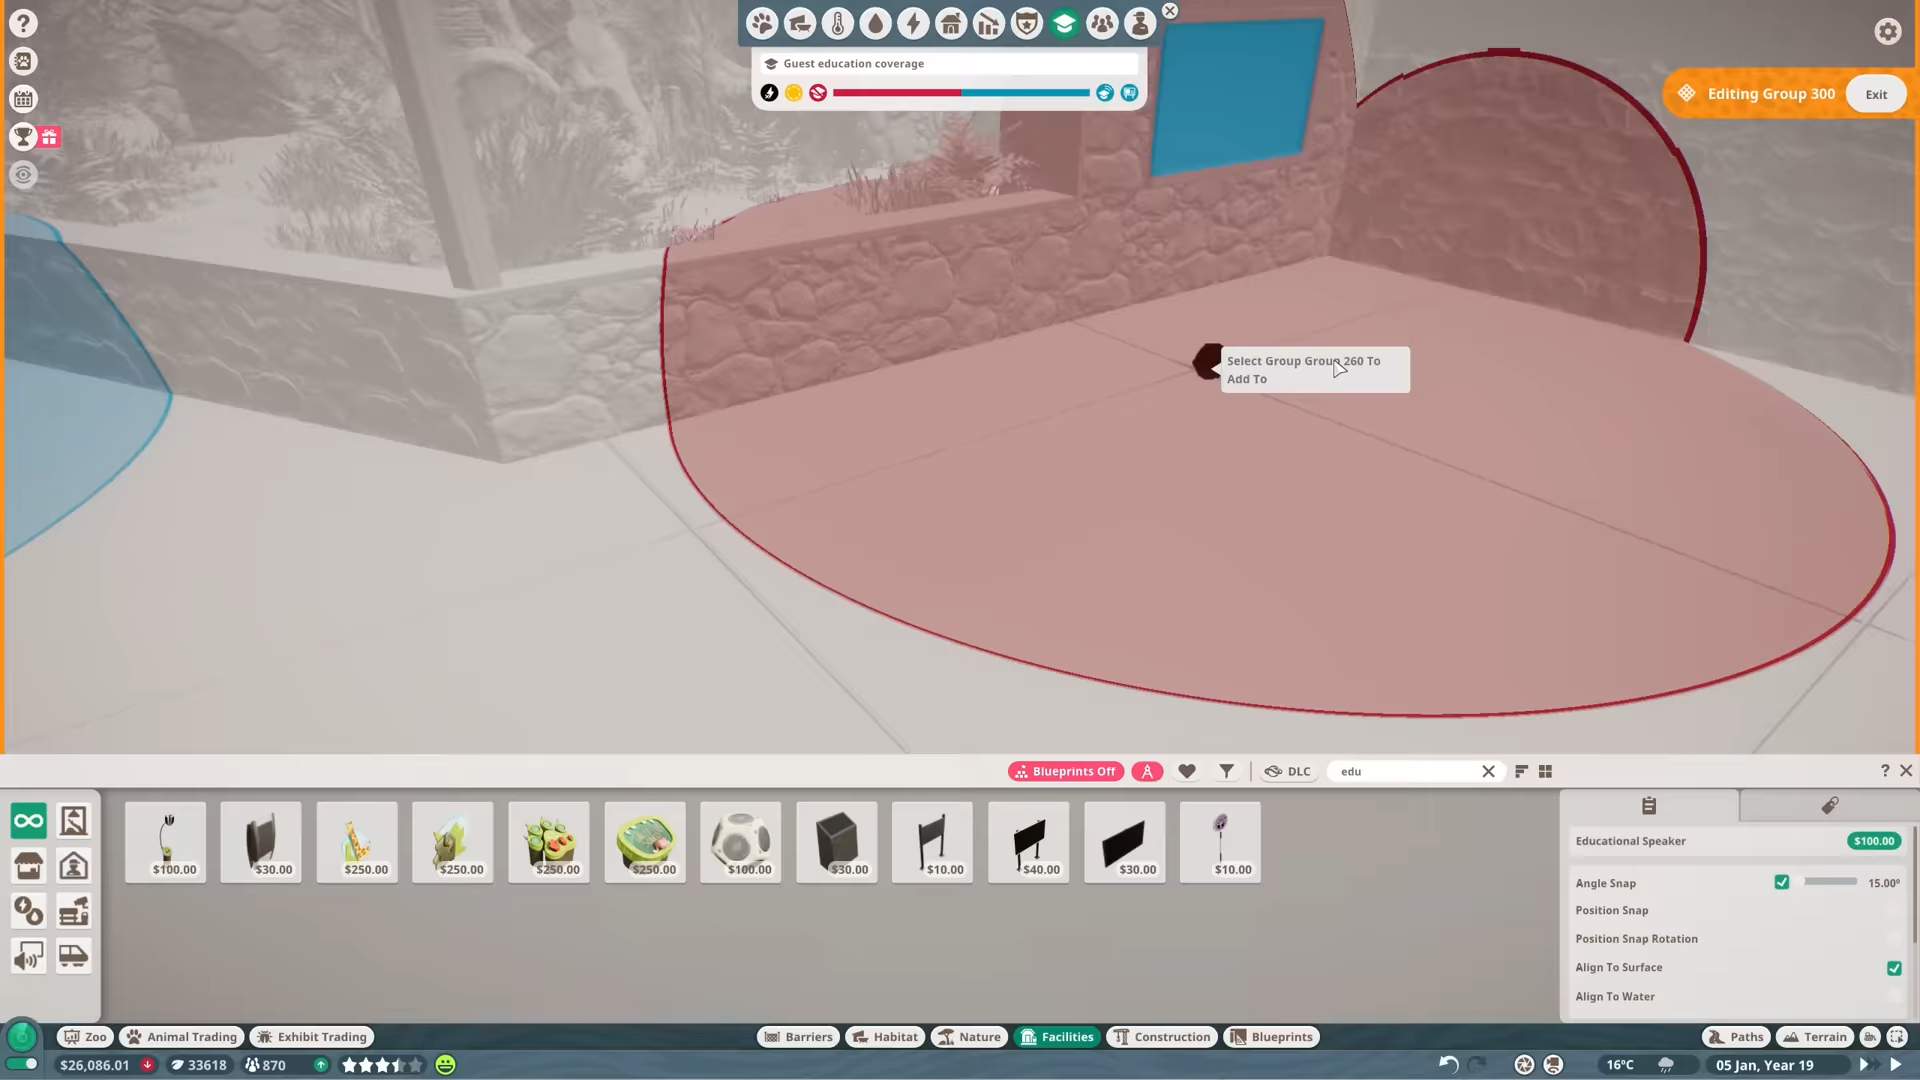 Guest education coverage
Editing Group 300
Exit
Select Group Group 260 To
Add To
Blueprints Off
DLC
edu
?
$100.00
$30.00
$250.00
$250.00
$250.00
$250.00
$100.00
$30.00
$10.00
$40.00
$30.00
$10.00
Educational Speaker
$100.00
Angle Snap
15.00°
Position Snap
Position Snap Rotation
Align To Surface
Align To Water
Zoo
Animal Trading
Exhibit Trading
Barriers
Habitat
Nature
Facilities
Construction
Blueprints
Paths
Terrain
$26,086.01
33618
870
16°C
05 Jan, Year 19